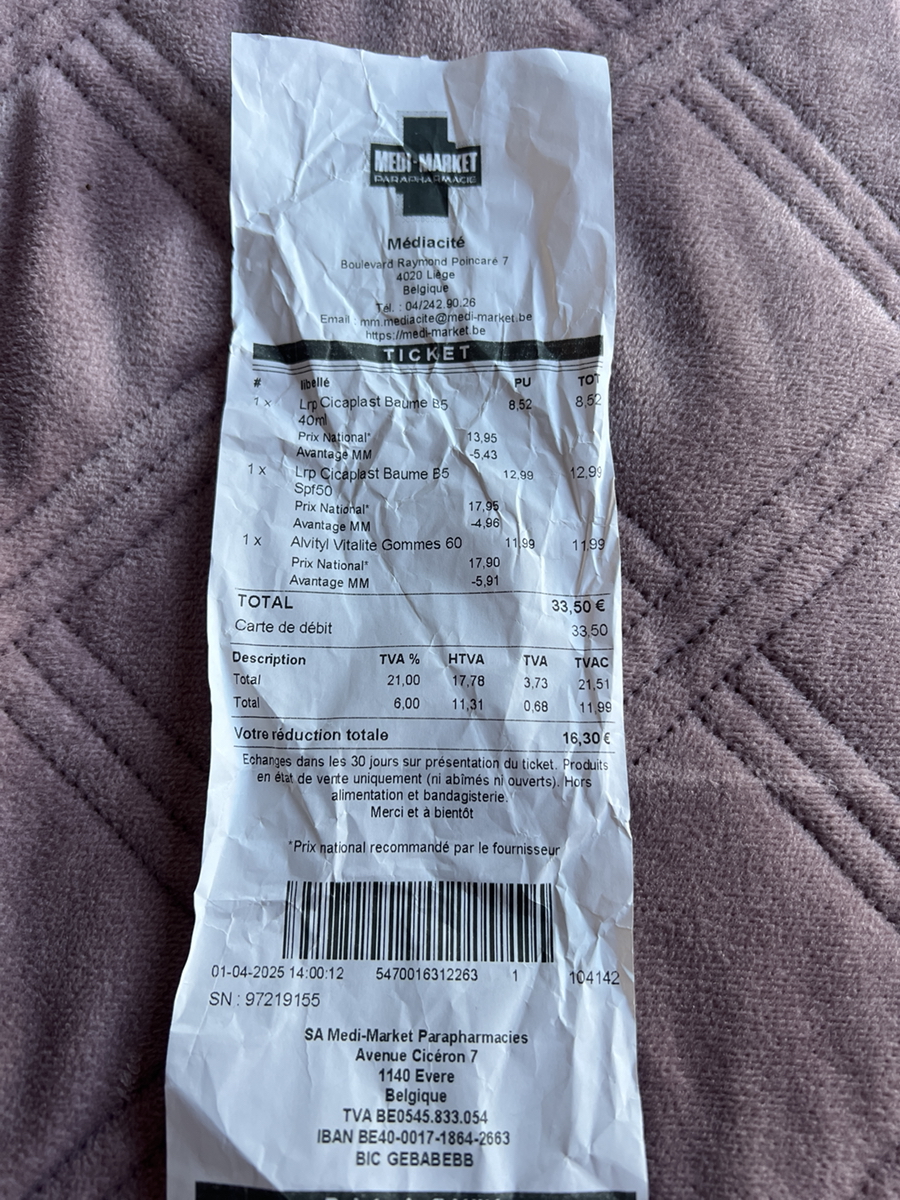 MEDI-MARKET
PARAPHARMACIE
Médiacité
Boulevard Raymond Poincaré 7
4020 Liège
Belgique
Tél. : 04/242.90.26
Email : mm.mediacite@medi-market.be
https://medi-market.be
TICKET
# libellé PU TOT
1 x Lrp Cicaplast Baume B5 8,52 8,52
40ml
Prix National* 13,95
Avantage MM -5,43
1 x Lrp Cicaplast Baume B5 12,99 12,99
Spf50
Prix National* 17,95
Avantage MM -4,96
1 x Alvityl Vitalite Gommes 60 11,99 11,99
Prix National* 17,90
Avantage MM -5,91
TOTAL 33,50 €
Carte de débit 33,50
Description TVA % HTVA TVA TVAC
Total 21,00 17,78 3,73 21,51
Total 6,00 11,31 0,68 11,99
Votre réduction totale 16,30 €
Echanges dans les 30 jours sur présentation du ticket. Produits
en état de vente uniquement (ni abîmés ni ouverts). Hors
alimentation et bandagisterie.
Merci et à bientôt
*Prix national recommandé par le fournisseur
01-04-2025 14:00:12 5470016312263 1 104142
SN : 97219155
SA Medi-Market Parapharmacies
Avenue Cicéron 7
1140 Evere
Belgique
TVA BE0545.833.054
IBAN BE40-0017-1864-2663
BIC GEBABEBB